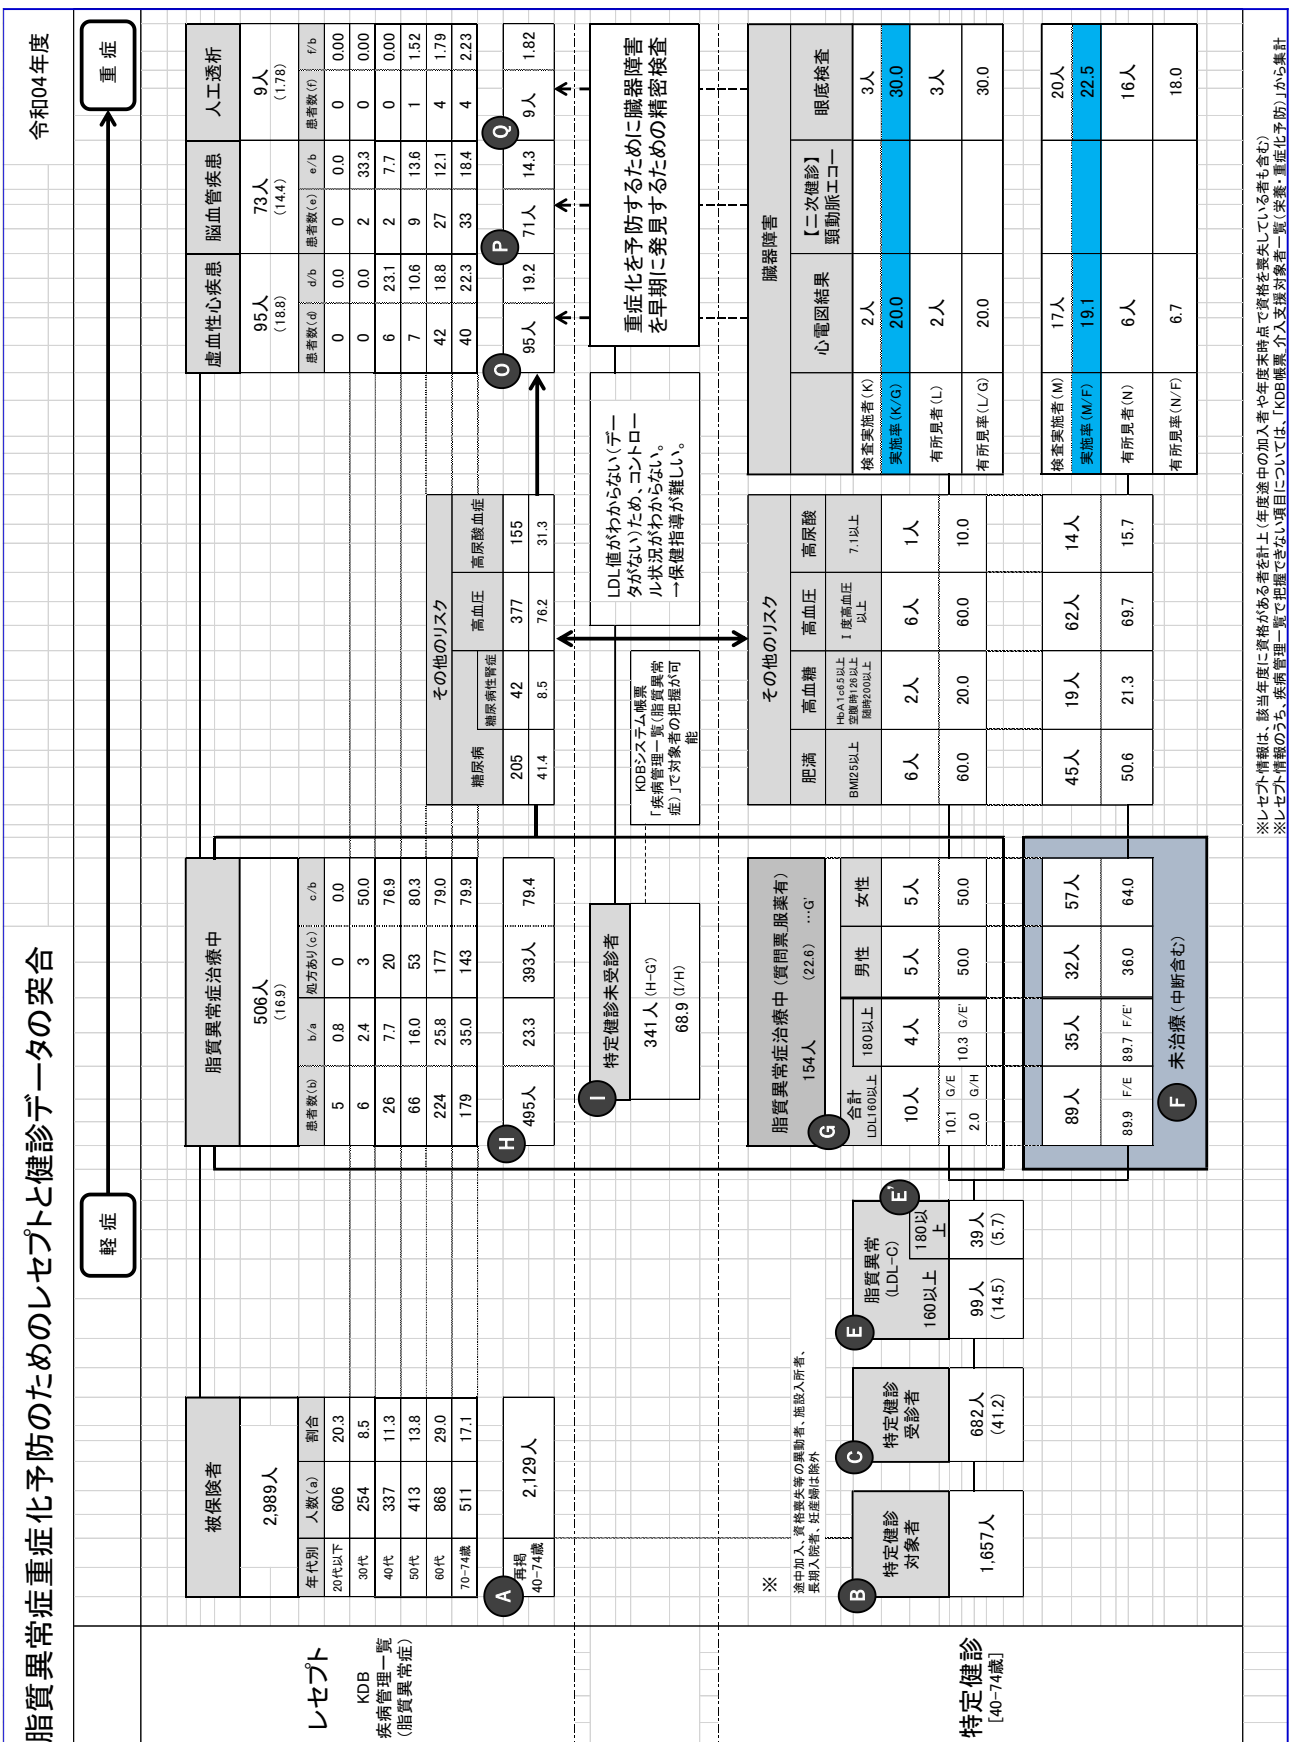 脂質異常症重症化予防のためのレセプトと健診データの突合
令和04年度
軽症
重症
レセプト
KDB
疾病管理一覧
(脂質異常症)
被保険者
2,989人
年代別 人数(a) 割合
20代以下 606 20.3
30代 254 8.5
40代 337 11.3
50代 413 13.8
60代 868 29.0
70-74歳 511 17.1
A
再掲
40-74歳
2,129人
脂質異常症治療中
506人
(16.9)
患者数(b) b/a 処方あり(c) c/b
5 0.8 0 0.0
6 2.4 3 50.0
26 7.7 20 76.9
66 16.0 53 80.3
224 25.8 177 79.0
179 35.0 143 79.9
H
495人 23.3 393人 79.4
その他のリスク
糖尿病 糖尿病性腎症 高血圧 高尿酸血症
205 42 377 155
41.4 8.5 76.2 31.3
虚血性心疾患 脳血管疾患 人工透析
95人 73人 9人
(18.8) (14.4) (1.78)
患者数(d) d/b 患者数(e) e/b 患者数(f) f/b
0 0.0 0 0.0 0 0.00
0 0.0 2 33.3 0 0.00
6 23.1 2 7.7 0 0.00
7 10.6 9 13.6 1 1.52
42 18.8 27 12.1 4 1.79
40 22.3 33 18.4 4 2.23
O P Q
95人 19.2 71人 14.3 9人 1.82
I
特定健診未受診者
341人 (H-G')
68.9 (I/H)
KDBシステム帳票
「疾病管理一覧(脂質異常
症)」で対象者の把握が可
能
LDL値がわからない(デー
タがない)ため、コントロー
ル状況がわからない。
→保健指導が難しい。
重症化を予防するために臓器障害
を早期に発見するための精密検査
特定健診
[40-74歳]
※
途中加入、資格喪失等の異動者、施設入所者、
長期入院者、妊産婦は除外
B
特定健診
対象者
1,657人
C
特定健診
受診者
682人
(41.2)
E
脂質異常
(LDL-C)
E'
160以上
180以
上
99人 39人
(14.5) (5.7)
脂質異常症治療中(質問票_服薬有)
154人 (22.6) …G'
G
合計
LDL160以上
180以上 男性 女性
10人 4人 5人 5人
10.1 G/E 10.3 G/E' 50.0 50.0
2.0 G/H
89人 35人 32人 57人
89.9 F/E 89.7 F/E' 36.0 64.0
F
未治療(中断含む)
その他のリスク
肥満 高血糖 高血圧 高尿酸
BMI25以上
HbA1c6.5以上
空腹時126以上
随時200以上
Ⅰ度高血圧
以上
7.1以上
6人 2人 6人 1人
60.0 20.0 60.0 10.0
45人 19人 62人 14人
50.6 21.3 69.7 15.7
臓器障害
心電図結果
【二次健診】
頸動脈エコー
眼底検査
検査実施者(K) 2人 3人
実施率(K/G) 20.0 30.0
有所見者(L) 2人 3人
有所見率(L/G) 20.0 30.0
検査実施者(M) 17人 20人
実施率(M/F) 19.1 22.5
有所見者(N) 6人 16人
有所見率(N/F) 6.7 18.0
※レセプト情報は、該当年度に資格がある者を計上(年度途中の加入者や年度末時点で資格を喪失している者も含む)
※レセプト情報のうち、疾病管理一覧で把握できない項目については、「KDB帳票_介入支援対象者一覧(栄養・重症化予防)」から集計